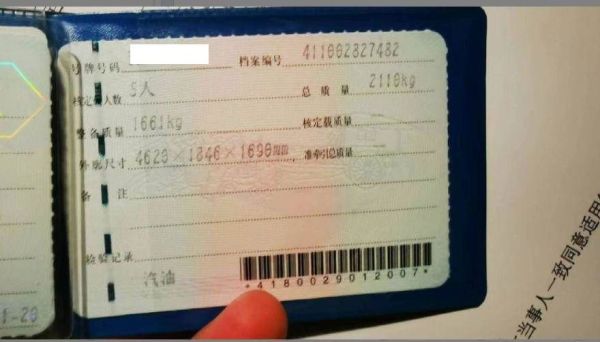 号牌号码
档案编号 411002827482
核定载人数 5人
总质量 2110kg
整备质量 1661kg
核定载质量 —
外廓尺寸 4620×1846×1690mm
准牵引总质量 —
备注
检验记录
汽油
*4180029012007*
1-20
当事人一致同意适用